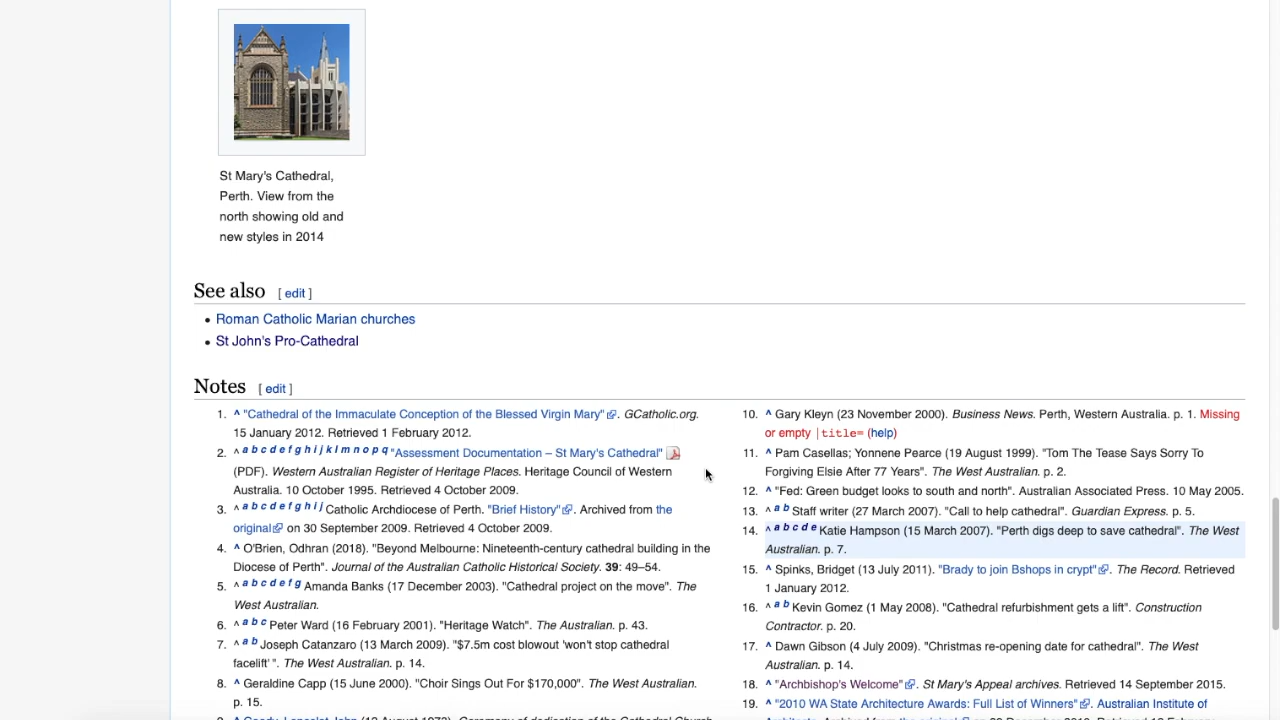 St Mary's Cathedral,
Perth. View from the
north showing old and
new styles in 2014
See also [ edit ]
• Roman Catholic Marian churches
• St John's Pro-Cathedral
Notes [ edit ]
1. ^ "Cathedral of the Immaculate Conception of the Blessed Virgin Mary". GCatholic.org.
15 January 2012. Retrieved 1 February 2012.
2. ^ a b c d e f g h i j k l m n o p q "Assessment Documentation – St Mary's Cathedral"
(PDF). Western Australian Register of Heritage Places. Heritage Council of Western
Australia. 10 October 1995. Retrieved 4 October 2009.
3. ^ a b c d e f g h i j Catholic Archdiocese of Perth. "Brief History". Archived from the
original on 30 September 2009. Retrieved 4 October 2009.
4. ^ O'Brien, Odhran (2018). "Beyond Melbourne: Nineteenth-century cathedral building in the
Diocese of Perth". Journal of the Australian Catholic Historical Society. 39: 49–54.
5. ^ a b c d e f g Amanda Banks (17 December 2003). "Cathedral project on the move". The
West Australian.
6. ^ a b c Peter Ward (16 February 2001). "Heritage Watch". The Australian. p. 43.
7. ^ a b Joseph Catanzaro (13 March 2009). "$7.5m cost blowout 'won't stop cathedral
facelift' ". The West Australian. p. 14.
8. ^ Geraldine Capp (15 June 2000). "Choir Sings Out For $170,000". The West Australian.
p. 15.
10. ^ Gary Kleyn (23 November 2000). Business News. Perth, Western Australia. p. 1. Missing
or empty |title= (help)
11. ^ Pam Casellas; Yonnene Pearce (19 August 1999). "Tom The Tease Says Sorry To
Forgiving Elsie After 77 Years". The West Australian. p. 2.
12. ^ "Fed: Green budget looks to south and north". Australian Associated Press. 10 May 2005.
13. ^ a b Staff writer (27 March 2007). "Call to help cathedral". Guardian Express. p. 5.
14. ^ a b c d e Katie Hampson (15 March 2007). "Perth digs deep to save cathedral". The West
Australian. p. 7.
15. ^ Spinks, Bridget (13 July 2011). "Brady to join Bshops in crypt". The Record. Retrieved
1 January 2012.
16. ^ a b Kevin Gomez (1 May 2008). "Cathedral refurbishment gets a lift". Construction
Contractor. p. 20.
17. ^ Dawn Gibson (4 July 2009). "Christmas re-opening date for cathedral". The West
Australian. p. 14.
18. ^ "Archbishop's Welcome". St Mary's Appeal archives. Retrieved 14 September 2015.
19. ^ "2010 WA State Architecture Awards: Full List of Winners". Australian Institute of